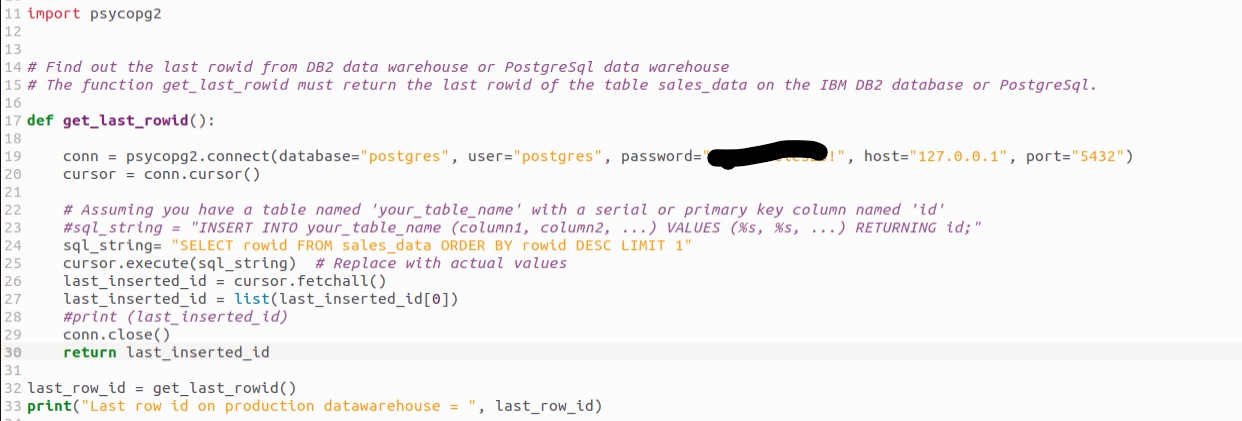 11 import psycopg2
12
13
14 # Find out the last rowid from DB2 data warehouse or PostgreSql data warehouse
15 # The function get_last_rowid must return the last rowid of the table sales_data on the IBM DB2 database or PostgreSql.
16
17 def get_last_rowid():
18
19     conn = psycopg2.connect(database="postgres", user="postgres", password=" !", host="127.0.0.1", port="5432")
20     cursor = conn.cursor()
21
22     # Assuming you have a table named 'your_table_name' with a serial or primary key column named 'id'
23     #sql_string = "INSERT INTO your_table_name (column1, column2, ...) VALUES (%s, %s, ...) RETURNING id;"
24     sql_string= "SELECT rowid FROM sales_data ORDER BY rowid DESC LIMIT 1"
25     cursor.execute(sql_string)  # Replace with actual values
26     last_inserted_id = cursor.fetchall()
27     last_inserted_id = list(last_inserted_id[0])
28     #print (last_inserted_id)
29     conn.close()
30     return last_inserted_id
31
32 last_row_id = get_last_rowid()
33 print("Last row id on production datawarehouse = ", last_row_id)